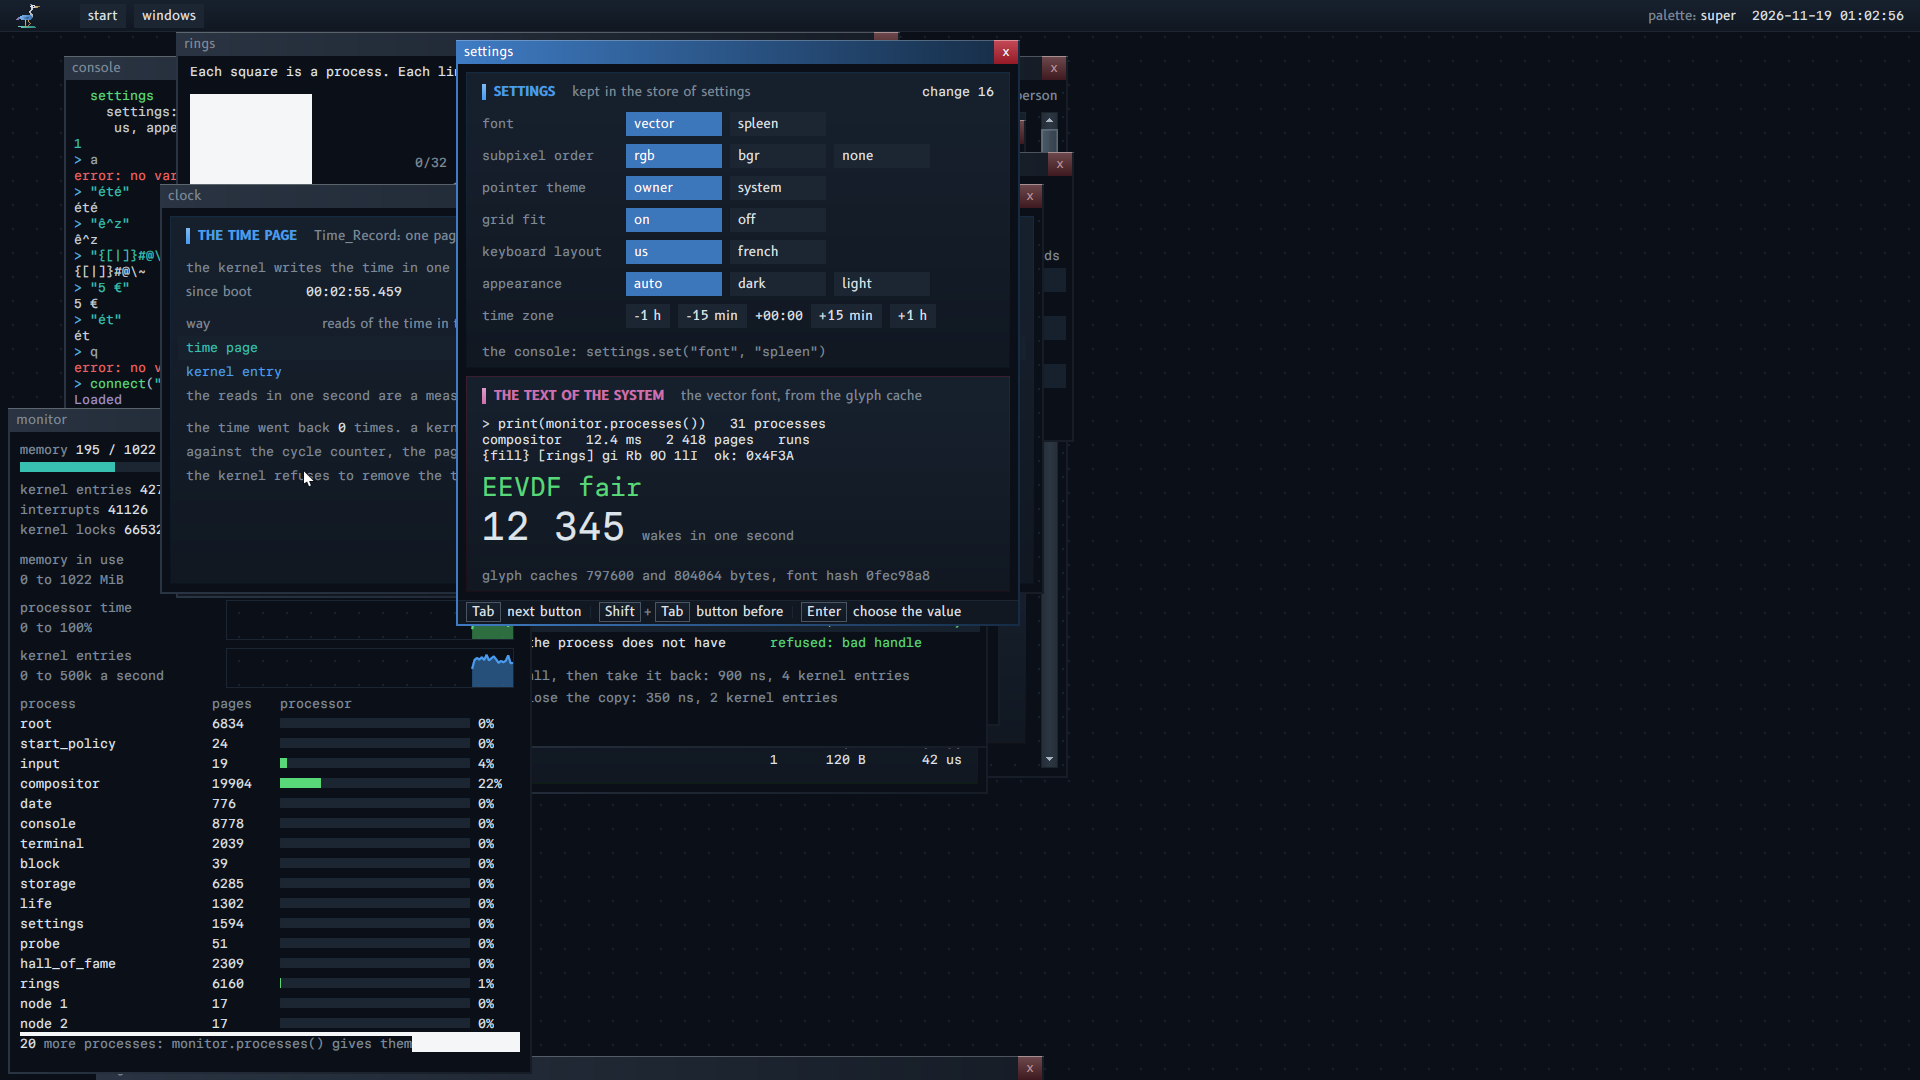 start windows palette: super 2026-11-19 01:02:56
rings
Each square is a process. Each li
0/32
console
settings
settings:
us, appe
1
> a
error: no var
> "été"
été
> "ê^z"
ê^z
> "{[|]}#@\
{[|]}#@\~
> "5 €"
5 €
> "ét"
ét
> q
error: no v
> connect("
Loaded
clock
THE TIME PAGE Time_Record: one pag
the kernel writes the time in one
since boot 00:02:55.459
way reads of the time in
time page
kernel entry
the reads in one second are a meas
the time went back 0 times. a kern
against the cycle counter, the pag
the kernel refuses to remove the t
settings x
SETTINGS kept in the store of settings change 16
font vector spleen
subpixel order rgb bgr none
pointer theme owner system
grid fit on off
keyboard layout us french
appearance auto dark light
time zone -1 h -15 min +00:00 +15 min +1 h
the console: settings.set("font", "spleen")
THE TEXT OF THE SYSTEM the vector font, from the glyph cache
> print(monitor.processes()) 31 processes
compositor 12.4 ms 2 418 pages runs
{fill} [rings] gi Rb 0O 1lI ok: 0x4F3A
EEVDF fair
12 345 wakes in one second
glyph caches 797600 and 804064 bytes, font hash 0fec98a8
Tab next button Shift + Tab button before Enter choose the value
x
erson
x
x
ds
the process does not have refused: bad handle
all, then take it back: 900 ns, 4 kernel entries
lose the copy: 350 ns, 2 kernel entries
1 120 B 42 us
monitor
memory 195 / 1022
kernel entries 427
interrupts 41126
kernel locks 66532
memory in use
0 to 1022 MiB
processor time
0 to 100%
kernel entries
0 to 500k a second
process pages processor
root 6834 0%
start_policy 24 0%
input 19 4%
compositor 19904 22%
date 776 0%
console 8778 0%
terminal 2039 0%
block 39 0%
storage 6285 0%
life 1302 0%
settings 1594 0%
probe 51 0%
hall_of_fame 2309 0%
rings 6160 1%
node 1 17 0%
node 2 17 0%
20 more processes: monitor.processes() gives them
x